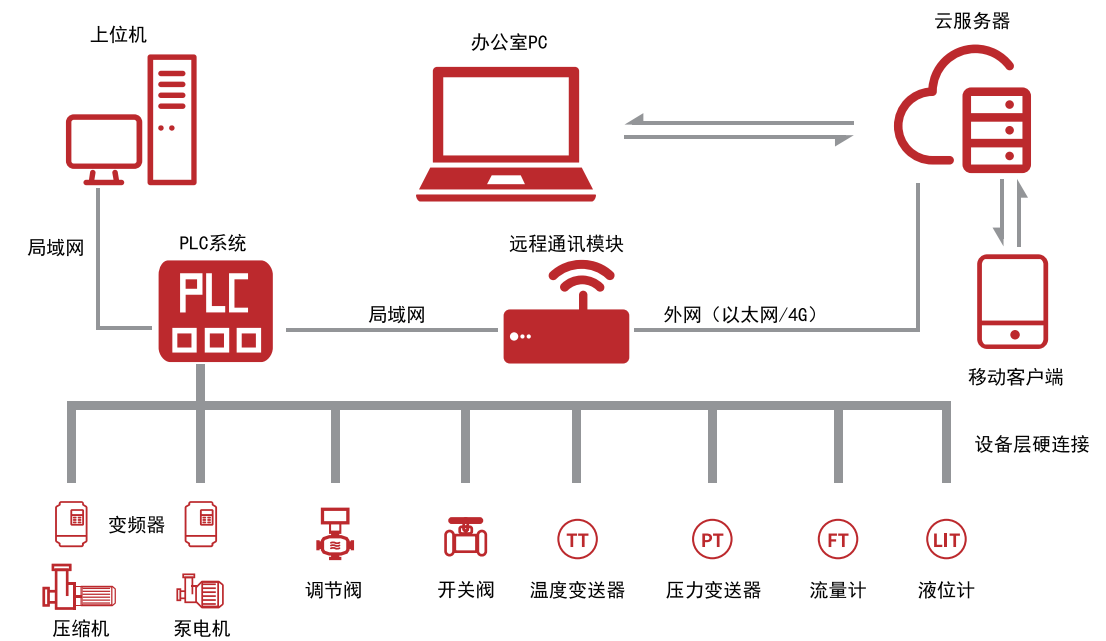 上位机
办公室PC
云服务器
局域网
PLC系统
PLC
远程通讯模块
局域网
外网（以太网/4G）
移动客户端
设备层硬连接
变频器
TT
PT
FT
LIT
压缩机
泵电机
调节阀
开关阀
温度变送器
压力变送器
流量计
液位计